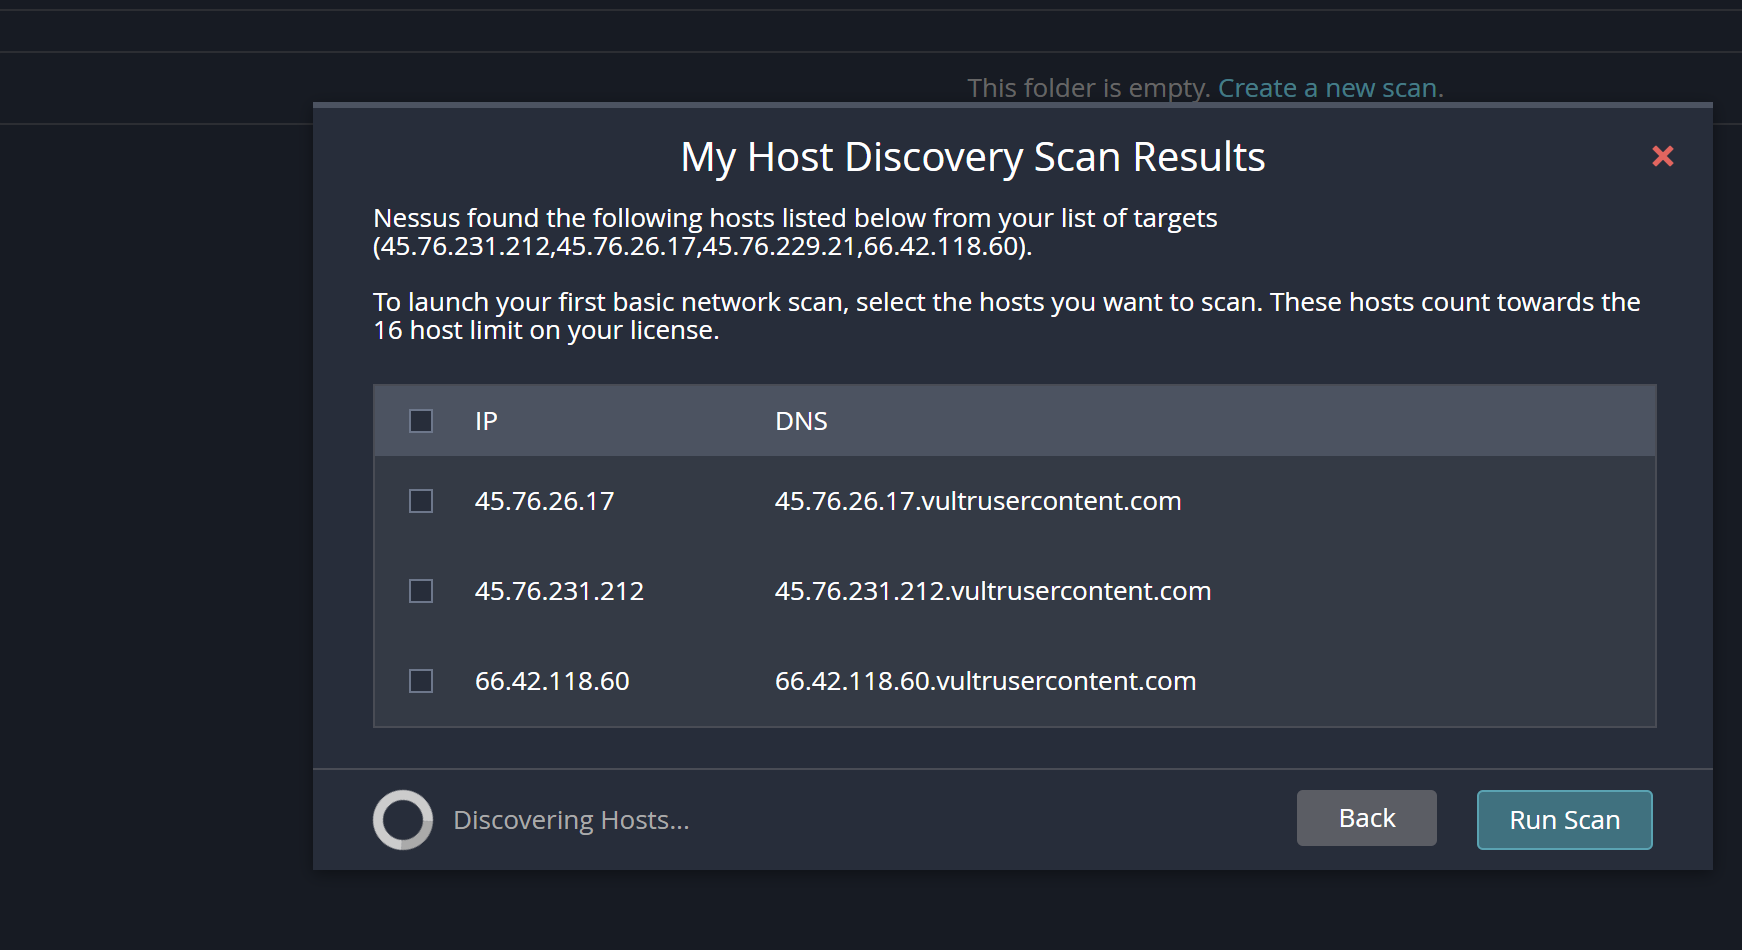 This folder is empty. Create a new scan.
My Host Discovery Scan Results
Nessus found the following hosts listed below from your list of targets
(45.76.231.212,45.76.26.17,45.76.229.21,66.42.118.60).
To launch your first basic network scan, select the hosts you want to scan. These hosts count towards the
16 host limit on your license.
IP DNS
45.76.26.17 45.76.26.17.vultrusercontent.com
45.76.231.212 45.76.231.212.vultrusercontent.com
66.42.118.60 66.42.118.60.vultrusercontent.com
Discovering Hosts... Back Run Scan